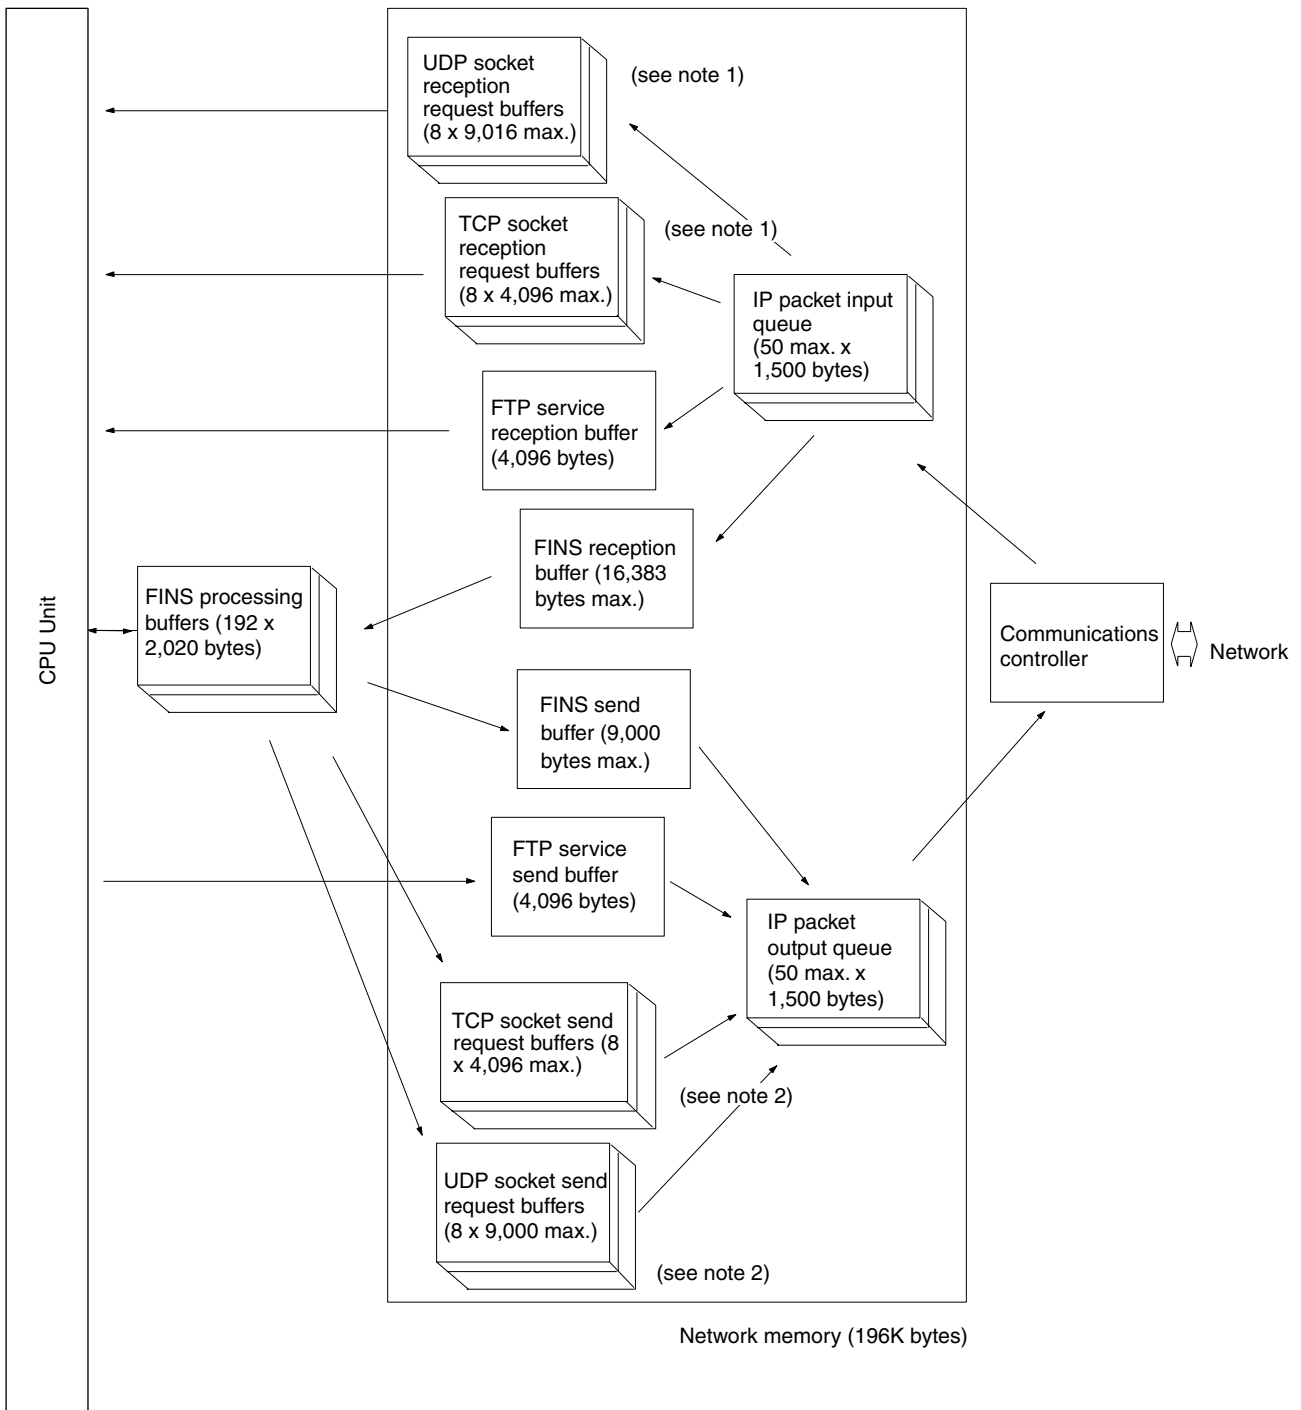 UDP socket
reception
request buffers
(8 x 9,016 max.)
(see note 1)
TCP socket
reception
request buffers
(8 x 4,096 max.)
(see note 1)
IP packet input
queue
(50 max. x
1,500 bytes)
FTP service
reception buffer
(4,096 bytes)
FINS reception
buffer (16,383
bytes max.)
CPU Unit
FINS processing
buffers (192 x
2,020 bytes)
Communications
controller
Network
FINS send
buffer (9,000
bytes max.)
FTP service
send buffer
(4,096 bytes)
IP packet
output queue
(50 max. x
1,500 bytes)
TCP socket send
request buffers (8
x 4,096 max.)
(see note 2)
UDP socket send
request buffers
(8 x 9,000 max.)
(see note 2)
Network memory (196K bytes)